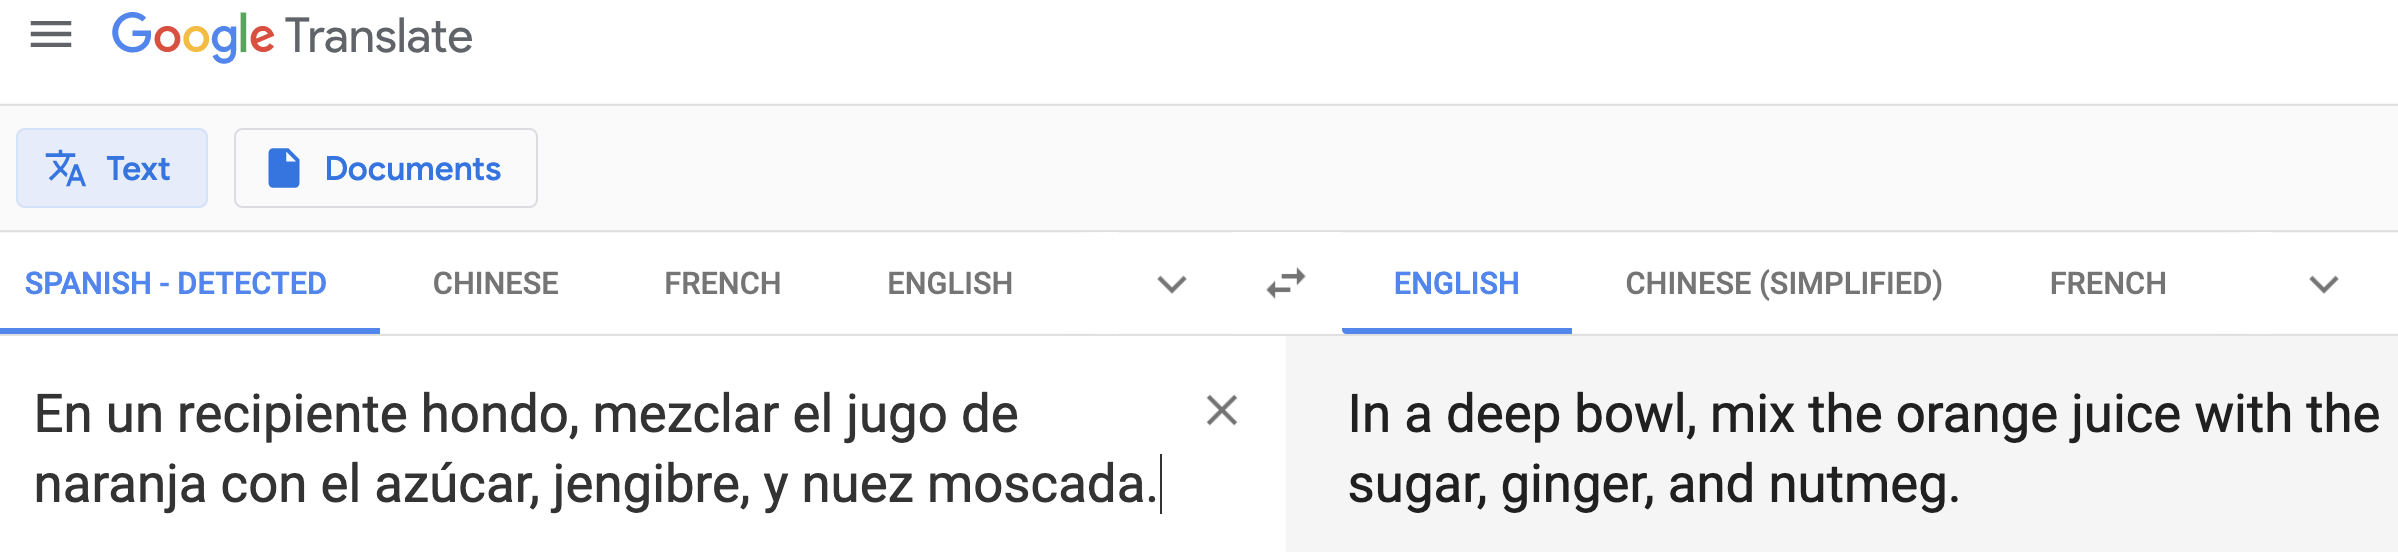 Google Translate
Text
Documents
SPANISH - DETECTED CHINESE FRENCH ENGLISH
ENGLISH CHINESE (SIMPLIFIED) FRENCH
En un recipiente hondo, mezclar el jugo de
naranja con el azúcar, jengibre, y nuez moscada.
In a deep bowl, mix the orange juice with the
sugar, ginger, and nutmeg.